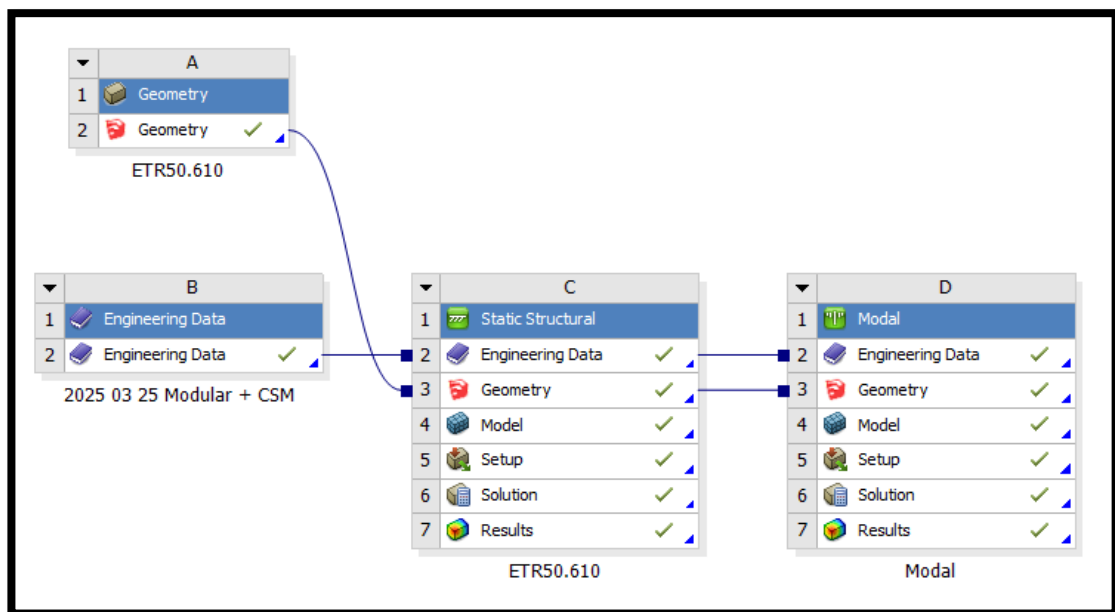 A
1 Geometry
2 Geometry
ETR50.610
B
1 Engineering Data
2 Engineering Data
2025 03 25 Modular + CSM
C
1 Static Structural
2 Engineering Data
3 Geometry
4 Model
5 Setup
6 Solution
7 Results
ETR50.610
D
1 Modal
2 Engineering Data
3 Geometry
4 Model
5 Setup
6 Solution
7 Results
Modal